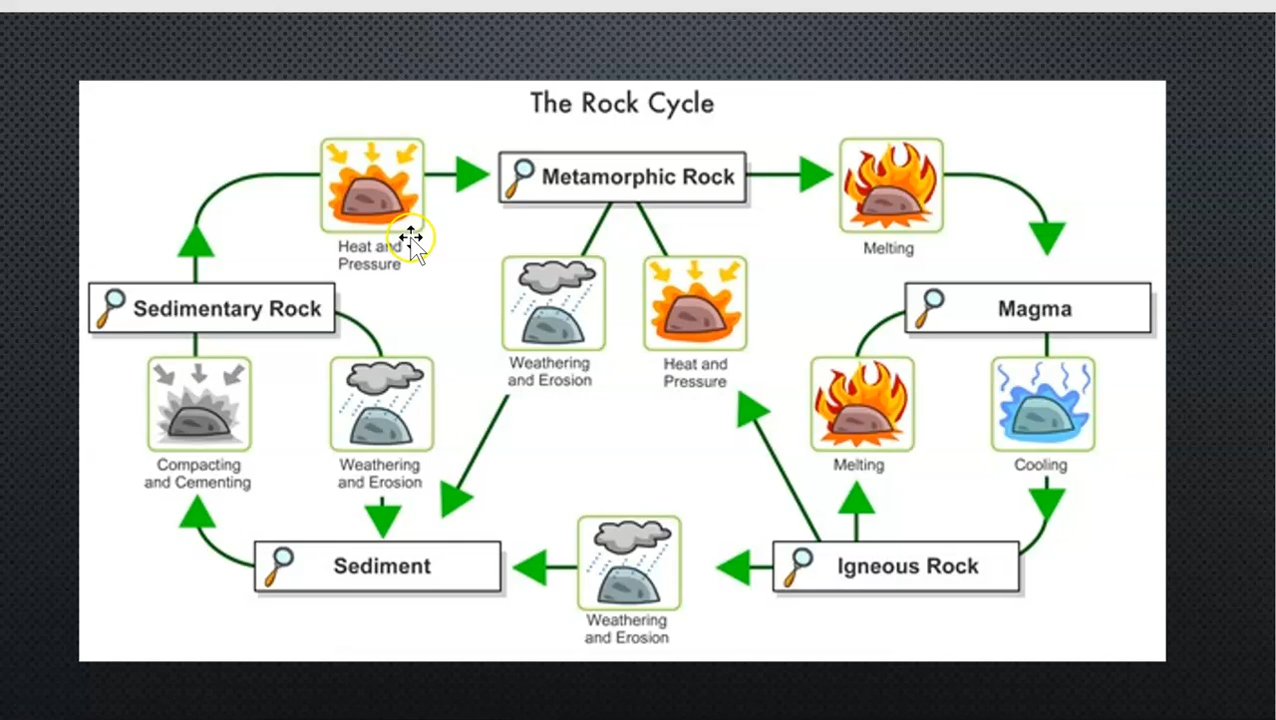 The Rock Cycle
Metamorphic Rock
Heat and
Pressure
Melting
Sedimentary Rock
Magma
Weathering
and Erosion
Heat and
Pressure
Compacting
and Cementing
Weathering
and Erosion
Melting
Cooling
Sediment
Igneous Rock
Weathering
and Erosion